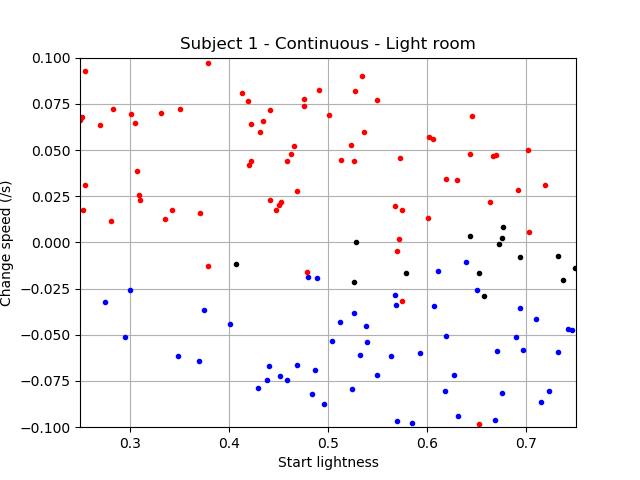 Subject 1 - Continuous - Light room
Change speed (/s)
0.100
0.075
0.050
0.025
0.000
−0.025
−0.050
−0.075
−0.100
0.3 0.4 0.5 0.6 0.7
Start lightness